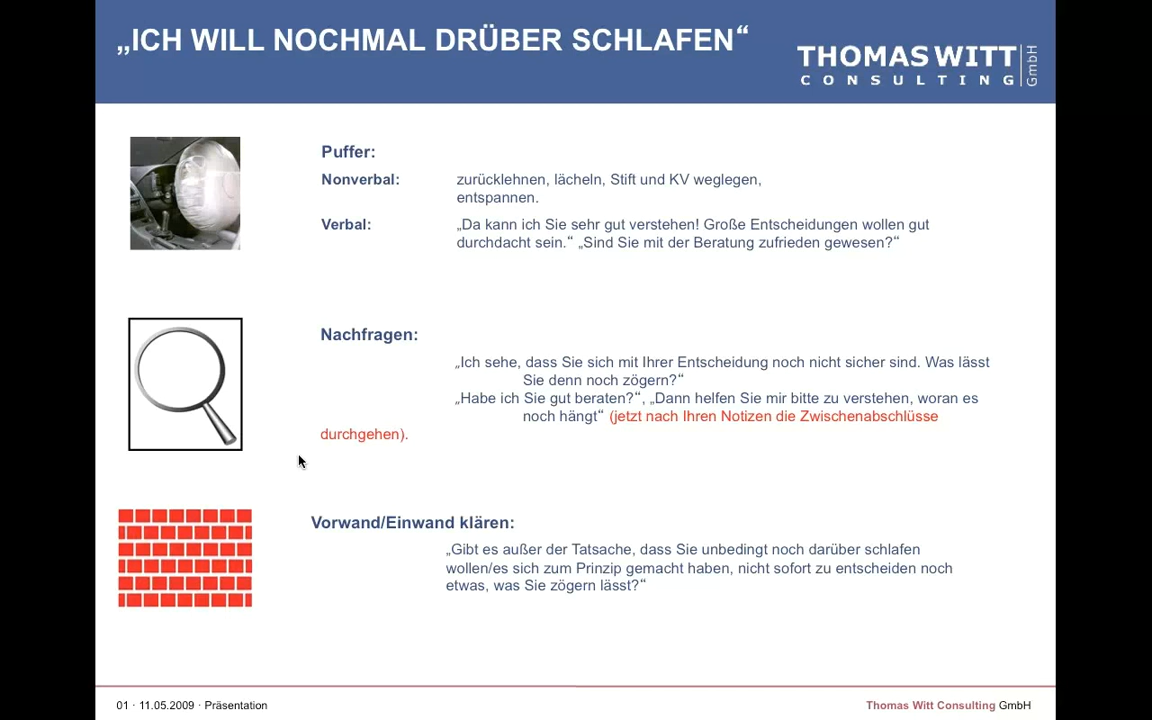 „ICH WILL NOCHMAL DRÜBER SCHLAFEN“
THOMAS WITT
CONSULTING
GmbH
Puffer:
Nonverbal: zurücklehnen, lächeln, Stift und KV weglegen,
entspannen.
Verbal: „Da kann ich Sie sehr gut verstehen! Große Entscheidungen wollen gut
durchdacht sein.“ „Sind Sie mit der Beratung zufrieden gewesen?“
Nachfragen:
„Ich sehe, dass Sie sich mit Ihrer Entscheidung noch nicht sicher sind. Was lässt
Sie denn noch zögern?“
„Habe ich Sie gut beraten?“, „Dann helfen Sie mir bitte zu verstehen, woran es
noch hängt“ (jetzt nach Ihren Notizen die Zwischenabschlüsse
durchgehen).
Vorwand/Einwand klären:
„Gibt es außer der Tatsache, dass Sie unbedingt noch darüber schlafen
wollen/es sich zum Prinzip gemacht haben, nicht sofort zu entscheiden noch
etwas, was Sie zögern lässt?“
01 · 11.05.2009 · Präsentation
Thomas Witt Consulting GmbH